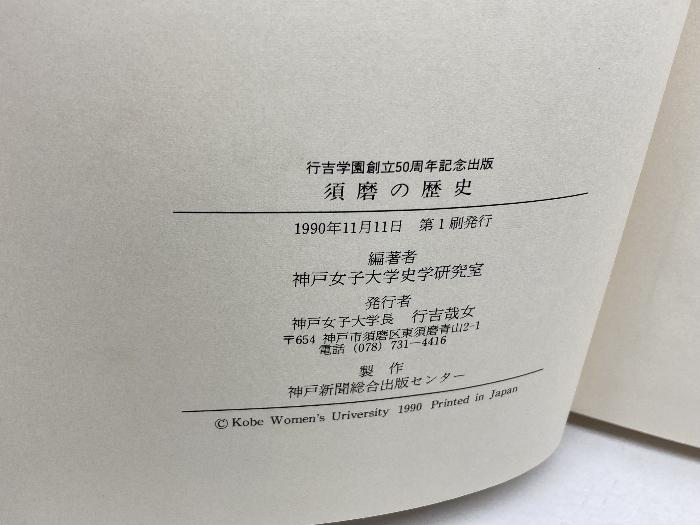 行吉学園創立50周年記念出版
須磨の歴史
1990年11月11日　第1刷発行
編著者
神戸女子大学史学研究室
発行者
神戸女子大学長　行吉哉女
〒654 神戸市須磨区東須磨青山2-1
電話 (078) 731―4416
製　作
神戸新聞総合出版センター
Ⓒ Kobe Women's Uriversity 1990 Printed in Japan